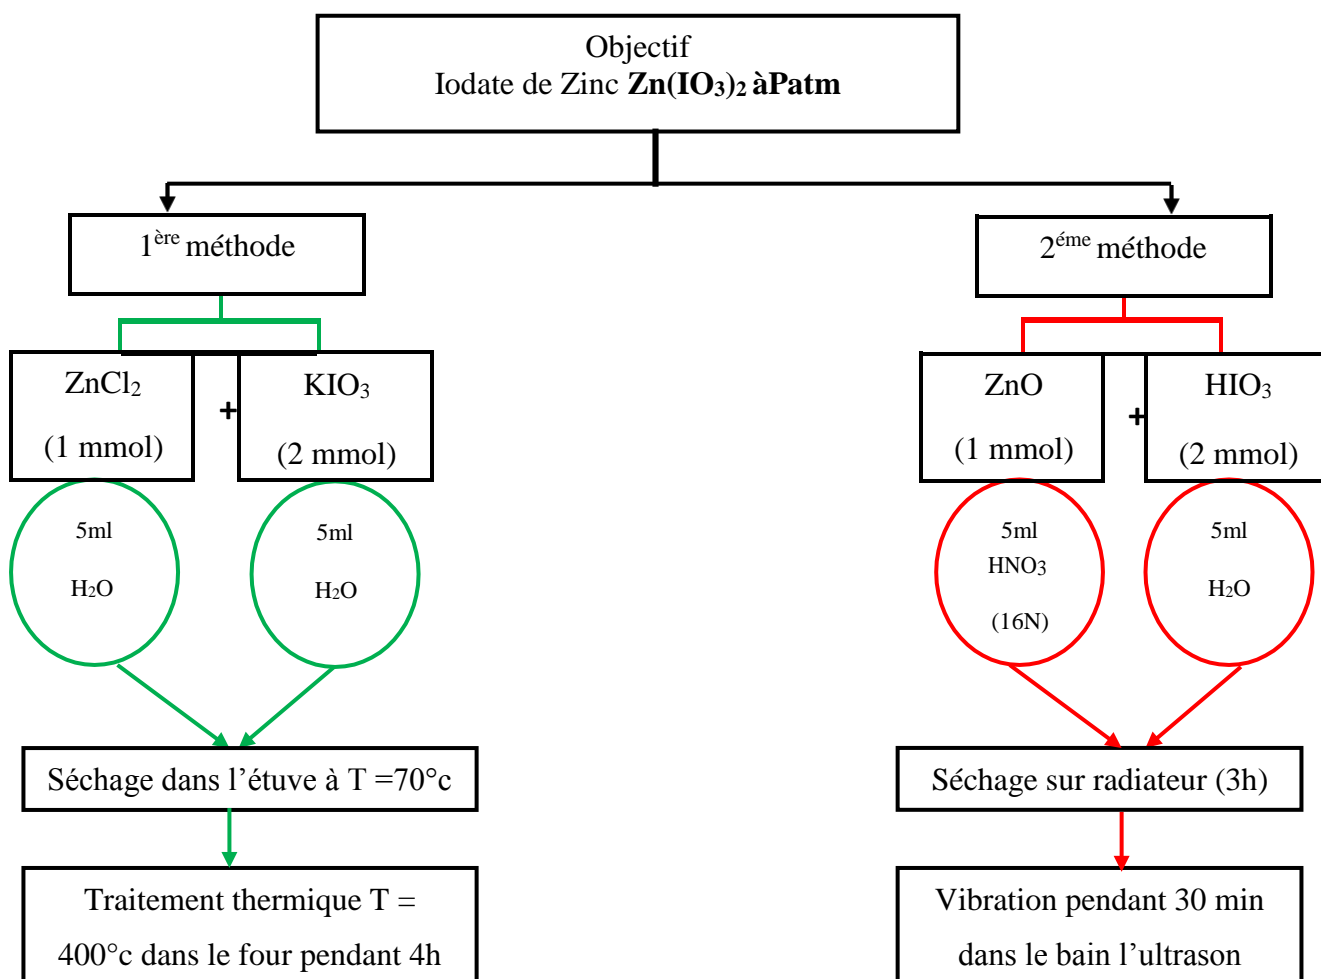 Objectif
Iodate de Zinc Zn(IO₃)₂ àPatm
1ère méthode
2éme méthode
ZnCl₂
(1 mmol)
+
KIO₃
(2 mmol)
ZnO
(1 mmol)
+
HIO₃
(2 mmol)
5ml
H₂O
5ml
H₂O
5ml
HNO₃
(16N)
5ml
H₂O
Séchage dans l’étuve à T =70°c
Séchage sur radiateur (3h)
Traitement thermique T =
400°c dans le four pendant 4h
Vibration pendant 30 min
dans le bain l’ultrason